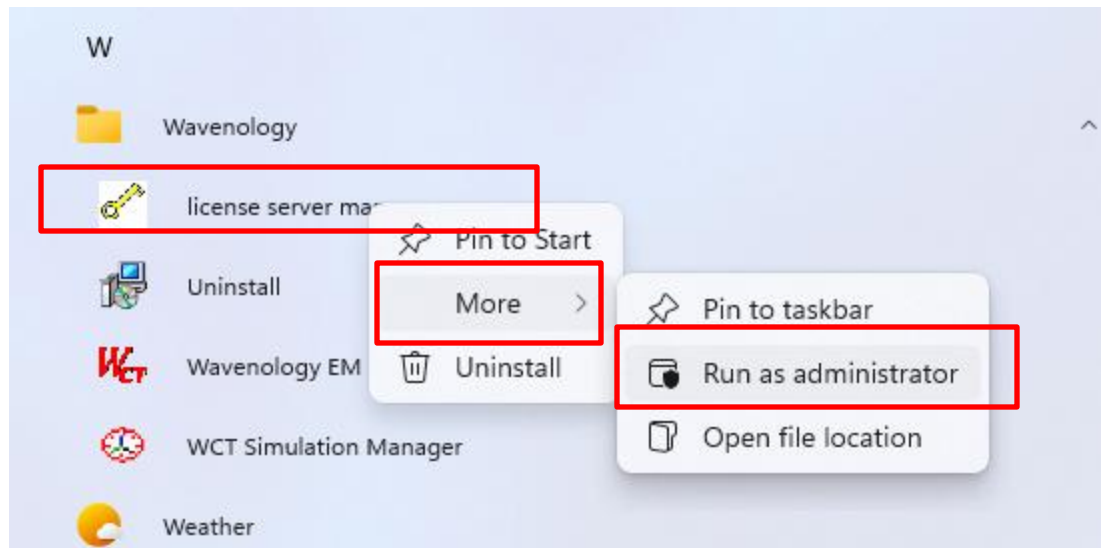 W
Wavenology
license server ma
Pin to Start
Uninstall
More
Pin to taskbar
Wavenology EM
Uninstall
Run as administrator
WCT Simulation Manager
Open file location
Weather